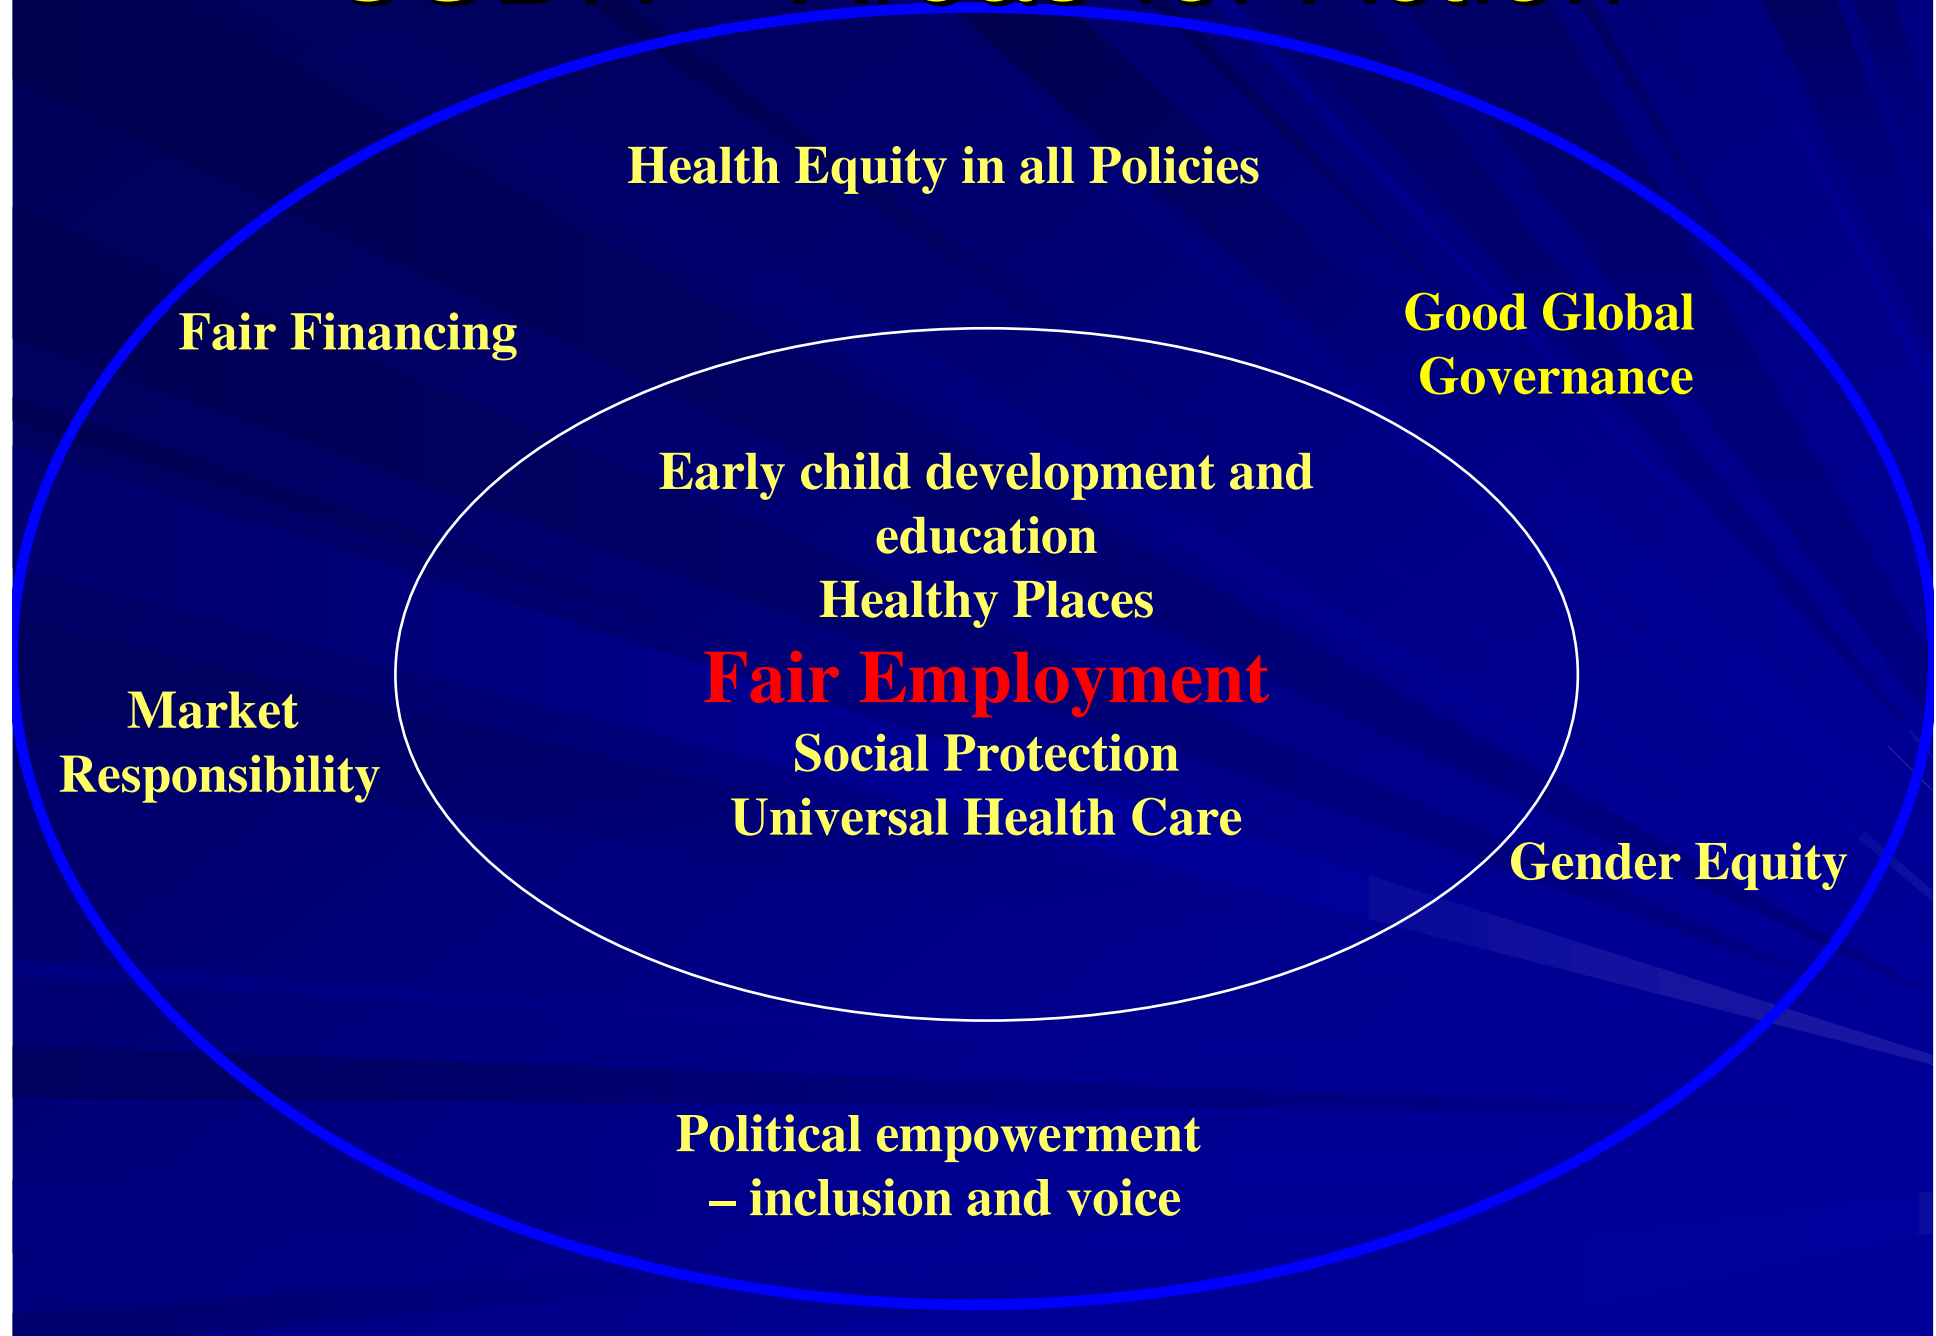 Health Equity in all Policies
Fair Financing
Good Global
Governance
Early child development and
education
Healthy Places
Fair Employment
Social Protection
Universal Health Care
Market
Responsibility
Gender Equity
Political empowerment
– inclusion and voice